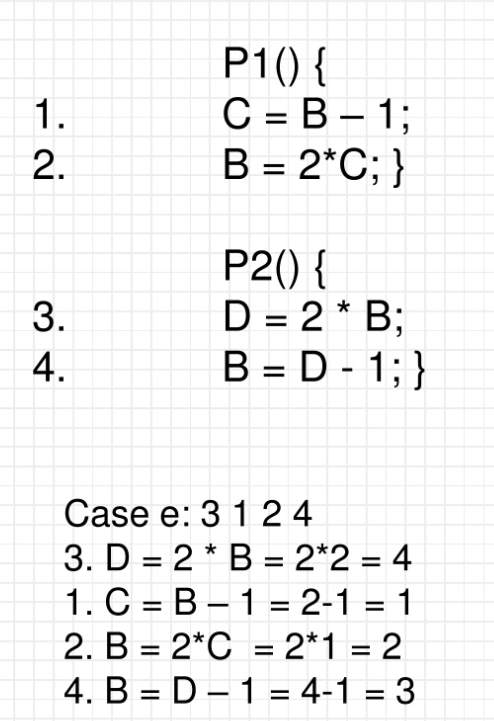 P1() {
1. C = B – 1;
2. B = 2*C; }
P2() {
3. D = 2 * B;
4. B = D - 1; }
Case e: 3 1 2 4
3. D = 2 * B = 2*2 = 4
1. C = B – 1 = 2-1 = 1
2. B = 2*C = 2*1 = 2
4. B = D – 1 = 4-1 = 3